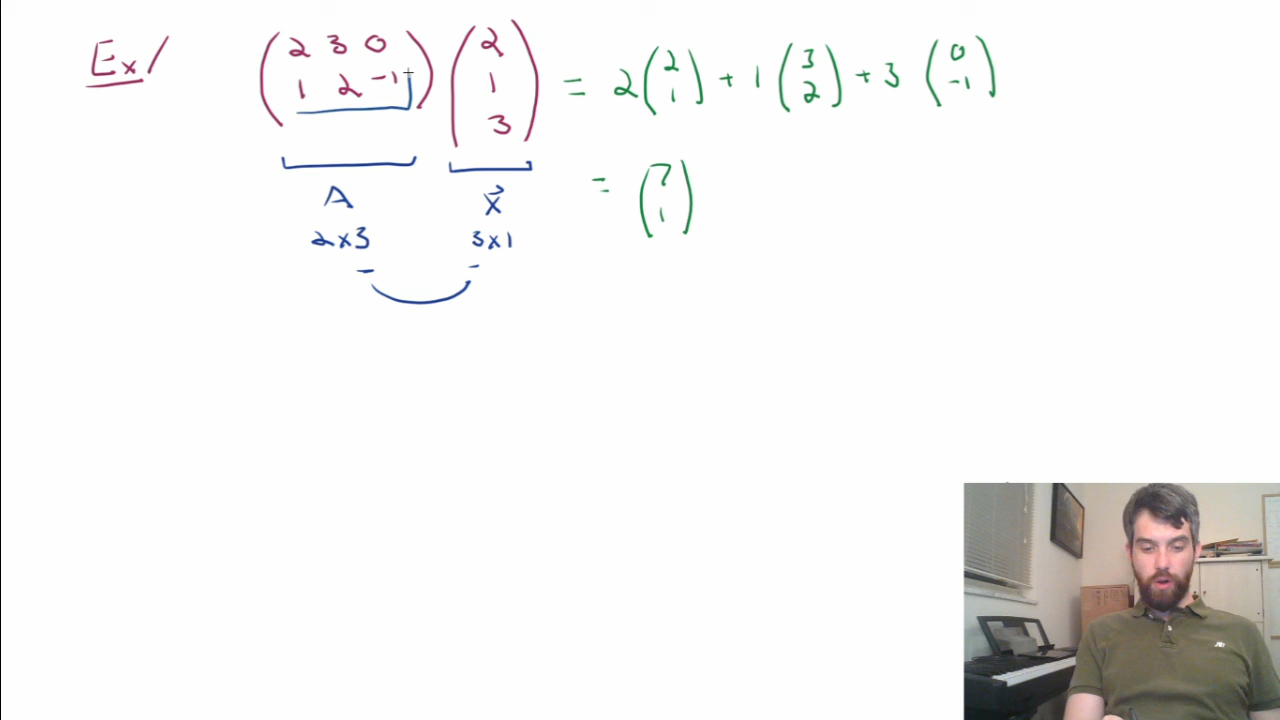 Ex/ (2 3 0 (2 = 2 (2 + 1 (3 + 3 (0
1 2 -1) 1 1) 2) -1)
3)
= (7
1)
A x⃗
2x3 3x1